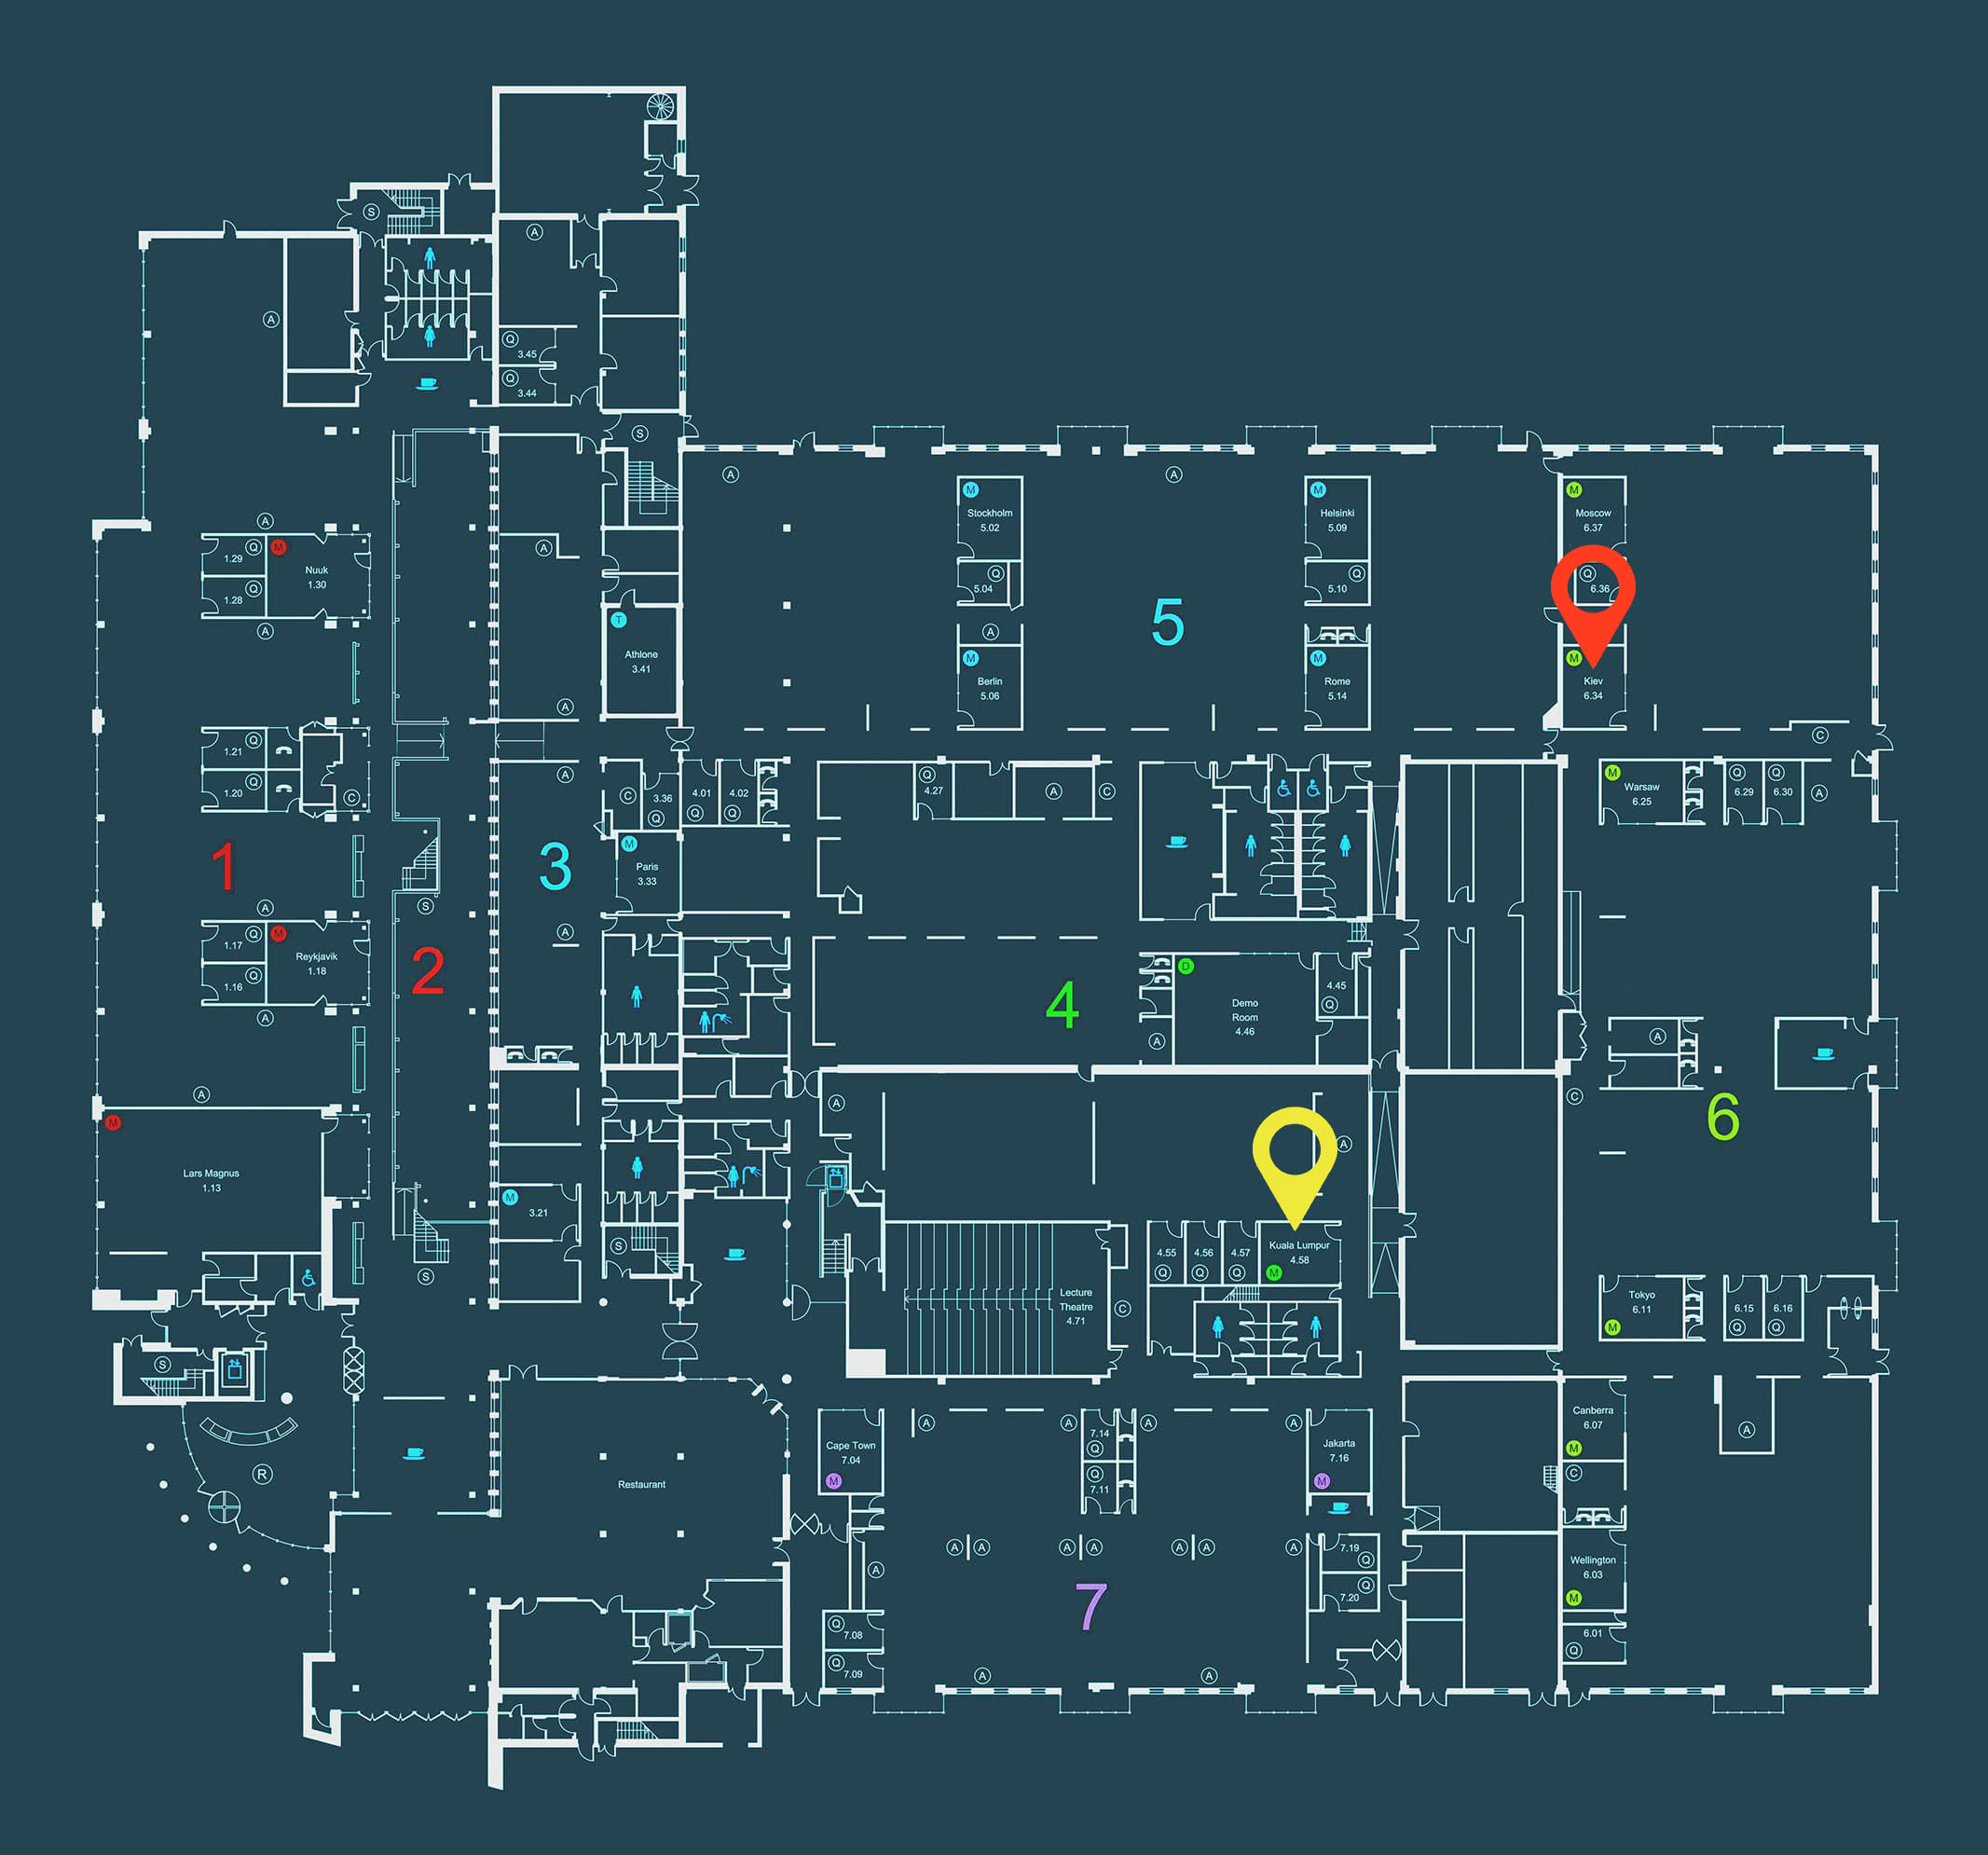 S
A
A
Q
3.45
Q
3.44
S
A
A
M
Stockholm
5.02
Q
5.04
A
M
Berlin
5.06
M
Helsinki
5.09
Q
5.10
M
Rome
5.14
5
M
Moscow
6.37
Q
6.36
M
Kiev
6.34
A
1.29
Q
1.28
Q
M
Nuuk
1.30
A
A
T
Athlone
3.41
A
1.21
Q
1.20
Q
C
1
A
1.17
Q
1.16
Q
M
Reykjavik
1.18
A
A
M
Lars Magnus
1.13
2
S
S
A
3
A
C
3.36
Q
4.01
Q
4.02
Q
M
Paris
3.33
M
3.21
S
Q
4.27
A
C
4
D
Demo
Room
4.46
4.45
Q
A
A
A
4.55
Q
4.56
Q
4.57
Q
Kuala Lumpur
4.58
M
Lecture
Theatre
4.71
C
C
M
Warsaw
6.25
Q
6.29
Q
6.30
A
A
C
6
Tokyo
6.11
M
6.15
Q
6.16
Q
Canberra
6.07
M
C
A
Wellington
6.03
M
6.01
Q
S
R
Restaurant
Cape Town
7.04
M
A
A
7.14
Q
Q
7.11
A
A
Jakarta
7.16
M
A
A
A
A
A
A
A
A
7.19
Q
Q
7.20
7
Q
7.08
Q
7.09
A
A